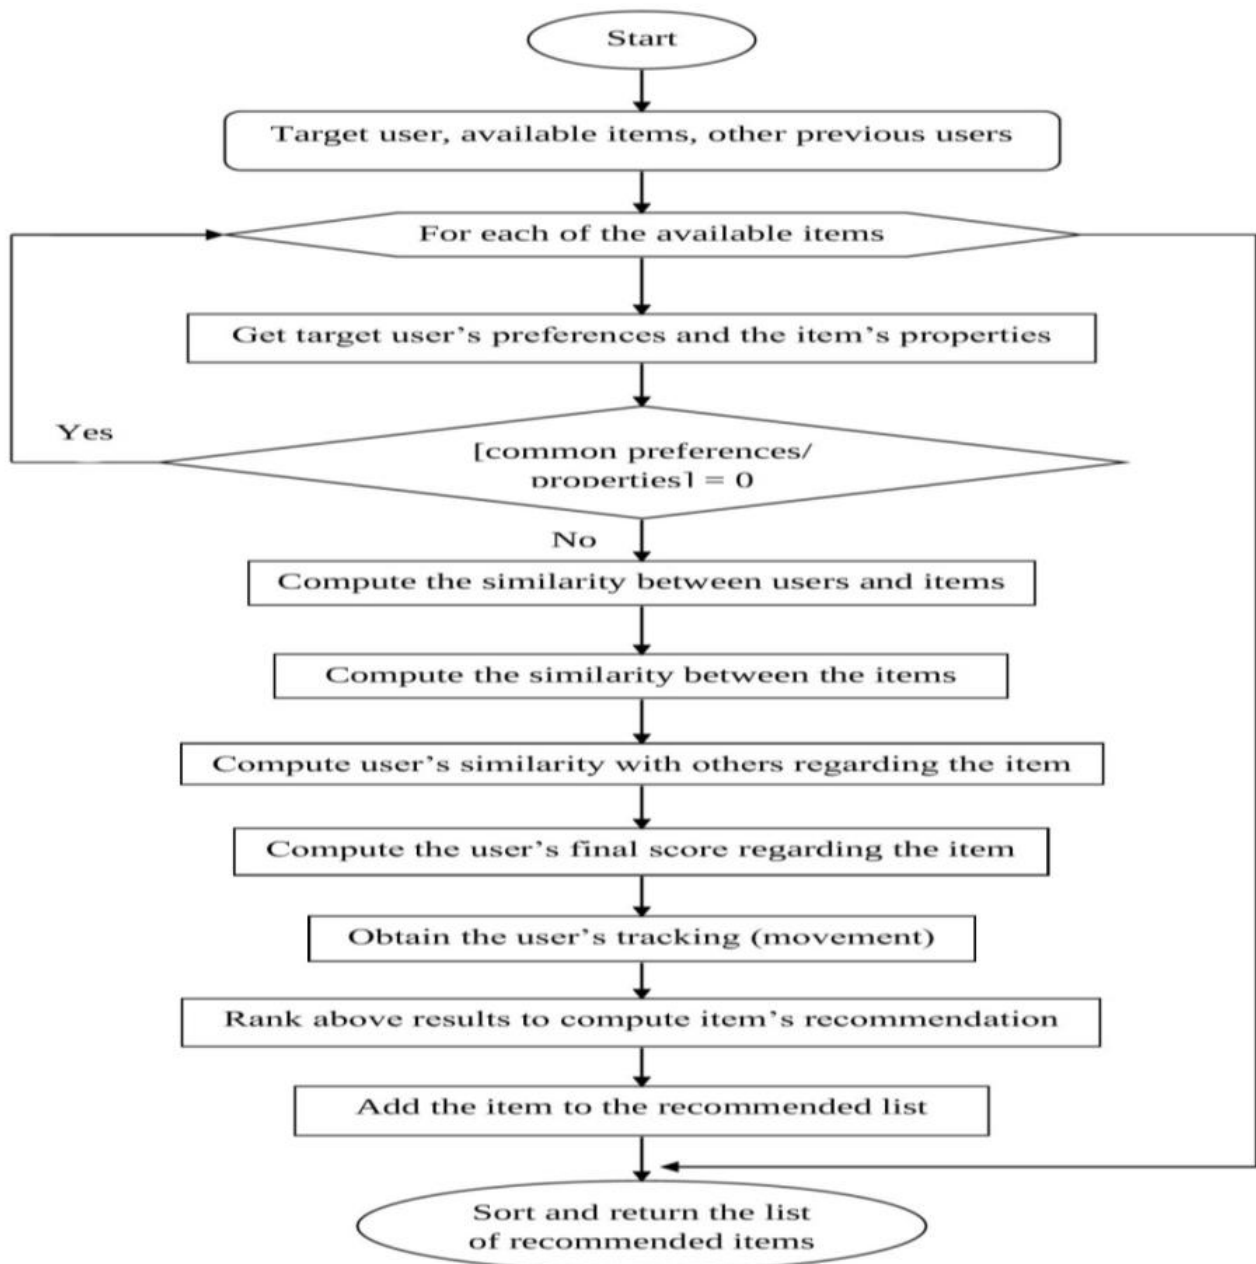 Start
Target user, available items, other previous users
For each of the available items
Get target user’s preferences and the item’s properties
Yes
[common preferences/
properties] = 0
No
Compute the similarity between users and items
Compute the similarity between the items
Compute user’s similarity with others regarding the item
Compute the user’s final score regarding the item
Obtain the user’s tracking (movement)
Rank above results to compute item’s recommendation
Add the item to the recommended list
Sort and return the list
of recommended items